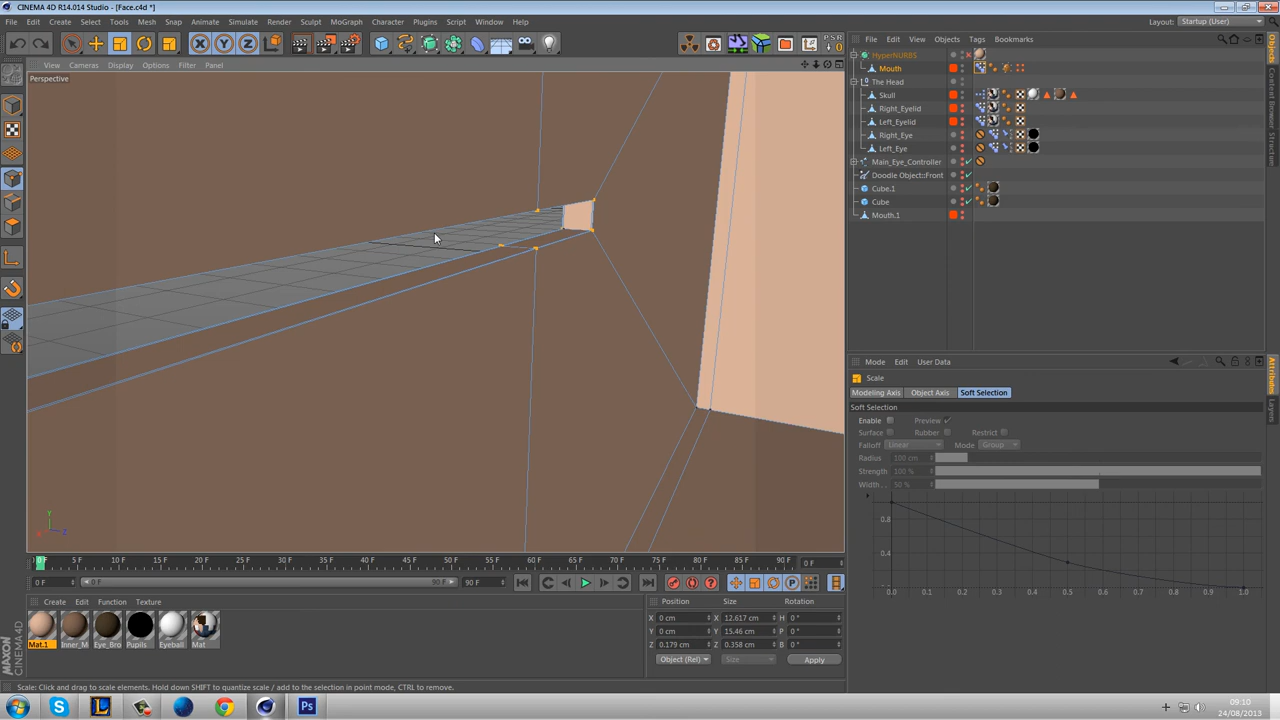 CINEMA 4D R14.014 Studio - [Face.c4d *]
File Edit Create Select Tools Mesh Snap Animate Simulate Render Sculpt MoGraph Character Plugins Script Window Help
Layout: Startup (User)
X Y Z PSR
File Edit View Objects Tags Bookmarks
View Cameras Display Options Filter Panel
Perspective
HyperNURBS
Mouth
The Head
Skull
Right_Eyelid
Left_Eyelid
Right_Eye
Left_Eye
Main_Eye_Controller
Doodle Object::Front
Cube.1
Cube
Mouth.1
Objects
Content Browser
Structure
Mode Edit User Data
Scale
Modeling Axis Object Axis Soft Selection
Soft Selection
Enable Preview
Surface Rubber Restrict
Falloff Linear Mode Group
Radius 100 cm
Strength 100 %
Width . . 50 %
0.8
0.4
0.0 0.2 0.4 0.6 0.8 1.0
Attributes
Layer
Y
X Z
0 F 5 F 10 F 15 F 20 F 25 F 30 F 35 F 40 F 45 F 50 F 55 F 60 F 65 F 70 F 75 F 80 F 85 F 90 F 0 F
0 F 0 F 90 F 90 F
Create Edit Function Texture
Mat.1 Inner_M Eye_Bro Pupils Eyeball Mat
Position Size Rotation
X 0 cm X 12.617 cm H 0 °
Y 0 cm Y 15.46 cm P 0 °
Z 0.179 cm Z 0.358 cm B 0 °
Object (Rel) Size Apply
MAXON
CINEMA 4D
Scale: Click and drag to scale elements. Hold down SHIFT to quantize scale / add to the selection in point mode, CTRL to remove.
Ps
09:10
24/08/2013